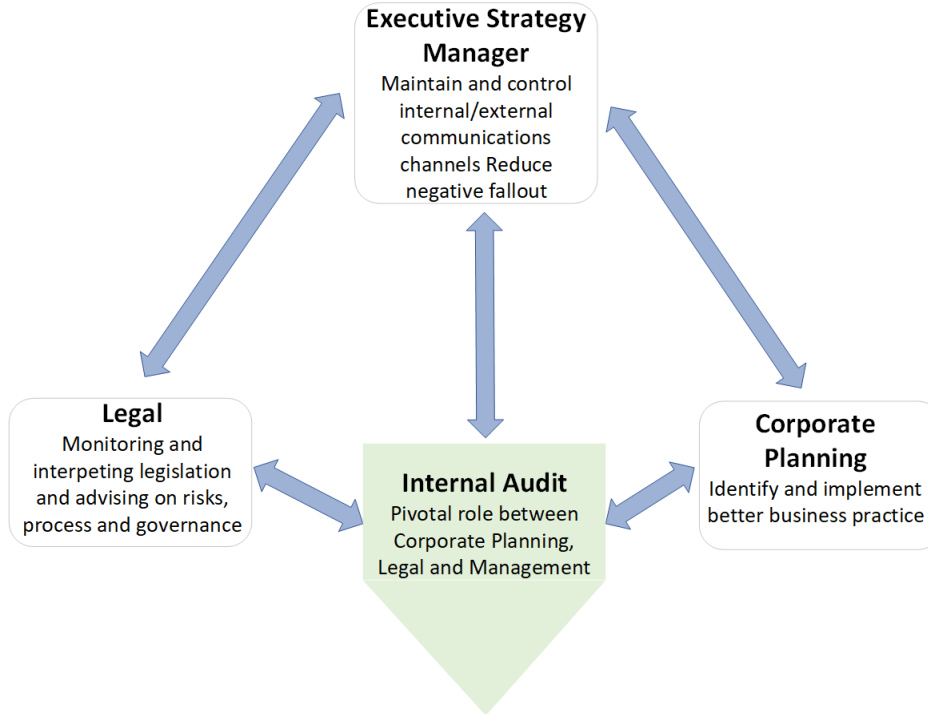 Executive Strategy
Manager
Maintain and control
internal/external
communications
channels Reduce
negative fallout
Legal
Monitoring and
interpeting legislation
and advising on risks,
process and governance
Internal Audit
Pivotal role between
Corporate Planning,
Legal and Management
Corporate
Planning
Identify and implement
better business practice